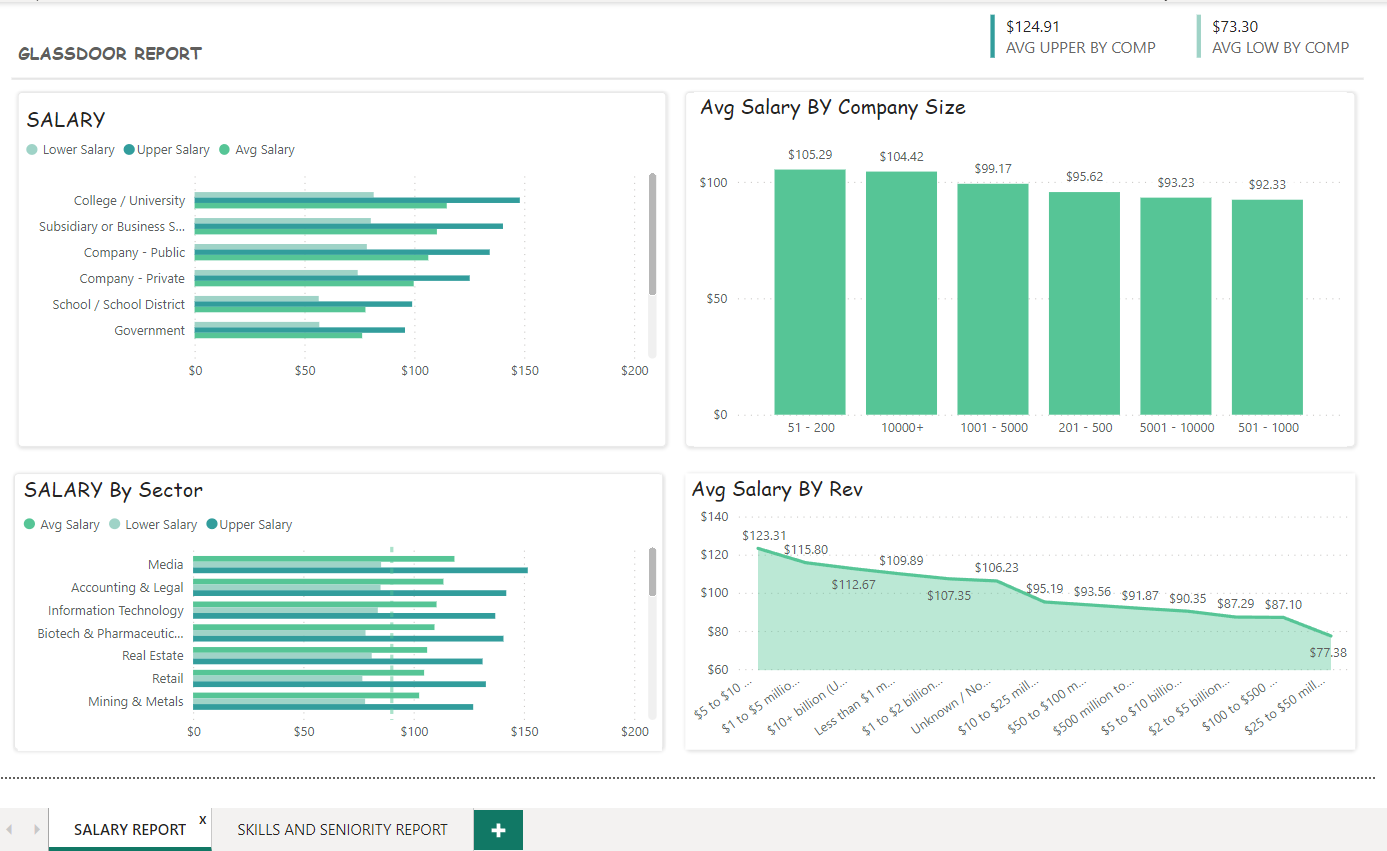 GLASSDOOR REPORT
$124.91
AVG UPPER BY COMP
$73.30
AVG LOW BY COMP
SALARY
Lower Salary Upper Salary Avg Salary
College / University
Subsidiary or Business S...
Company - Public
Company - Private
School / School District
Government
$0 $50 $100 $150 $200
Avg Salary BY Company Size
$105.29 $104.42 $99.17 $95.62 $93.23 $92.33
$100
$50
$0
51 - 200 10000+ 1001 - 5000 201 - 500 5001 - 10000 501 - 1000
SALARY By Sector
Avg Salary Lower Salary Upper Salary
Media
Accounting & Legal
Information Technology
Biotech & Pharmaceutic...
Real Estate
Retail
Mining & Metals
$0 $50 $100 $150 $200
Avg Salary BY Rev
$140
$120
$100
$80
$60
$123.31 $115.80 $112.67 $109.89 $107.35 $106.23 $95.19 $93.56 $91.87 $90.35 $87.29 $87.10 $77.38
$5 to $10 ...
$1 to $5 millio...
$10+ billion (U...
Less than $1 m...
$1 to $2 billion...
Unknown / No...
$10 to $25 mill...
$50 to $100 m...
$500 million to...
$5 to $10 billio...
$2 to $5 billion...
$100 to $500 ...
$25 to $50 mill...
SALARY REPORT x SKILLS AND SENIORITY REPORT +